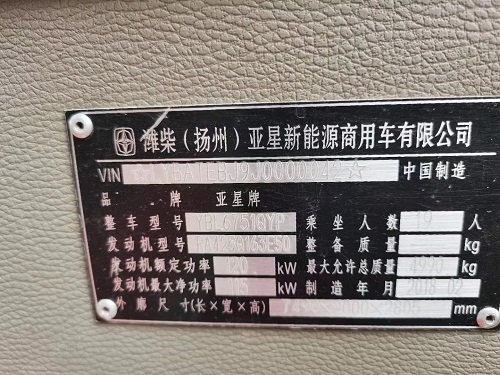 潍柴（扬州）亚星新能源商用车有限公司
VIN 中国制造
品 牌 亚星牌
整车型号 YBL6751QYP 乘坐人数 人
发动机型号 整备质量 kg
发动机额定功率 120 kW 最大允许总质量 4990 kg
发动机最大净功率 115 kW 制造年月 2018 02
外廓尺寸(长×宽×高) mm